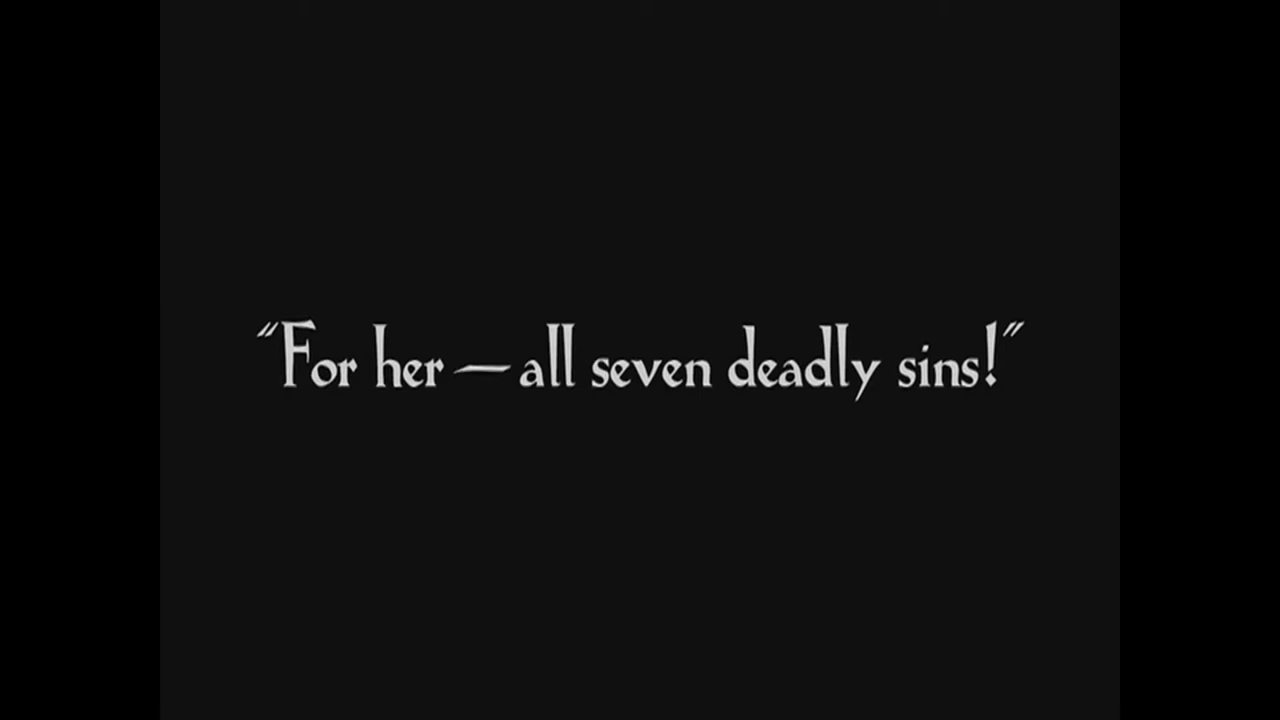 "For her — all seven deadly sins!"